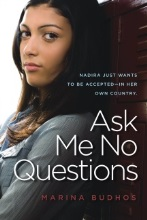 NADIRA JUST WANTS
TO BE ACCEPTED—IN HER
OWN COUNTRY.
Ask
Me No
Questions
MARINA BUDHOS